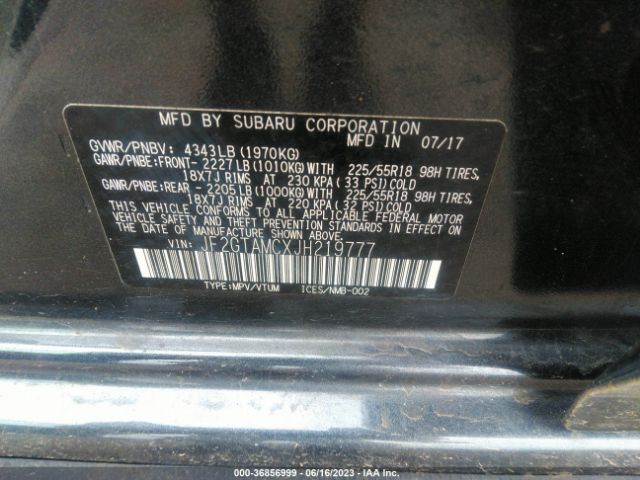 MFD BY SUBARU CORPORATION
GVWR/PNBV: 4343LB (1970KG) MFD IN 07/17
GAWR/PNBE:FRONT- 2227LB (1010KG) WITH 225/55R18 98H TIRES,
18X7J RIMS AT 230 KPA (33 PSI) COLD
GAWR/PNBE:REAR - 2205LB (1000KG) WITH 225/55R18 98H TIRES,
18X7J RIMS AT 220 KPA (32 PSI) COLD
THIS VEHICLE CONFORMS TO ALL APPLICABLE FEDERAL MOTOR
VEHICLE SAFETY AND THEFT PREVENTION STANDARDS IN EFFECT
ON THE DATE OF MANUFACTURE SHOWN ABOVE.
VIN: JF2GTAMCXJH219777
TYPE:MPV/VTUM ICES/NMB-002
000-36856999 - 06/16/2023 - IAA Inc.